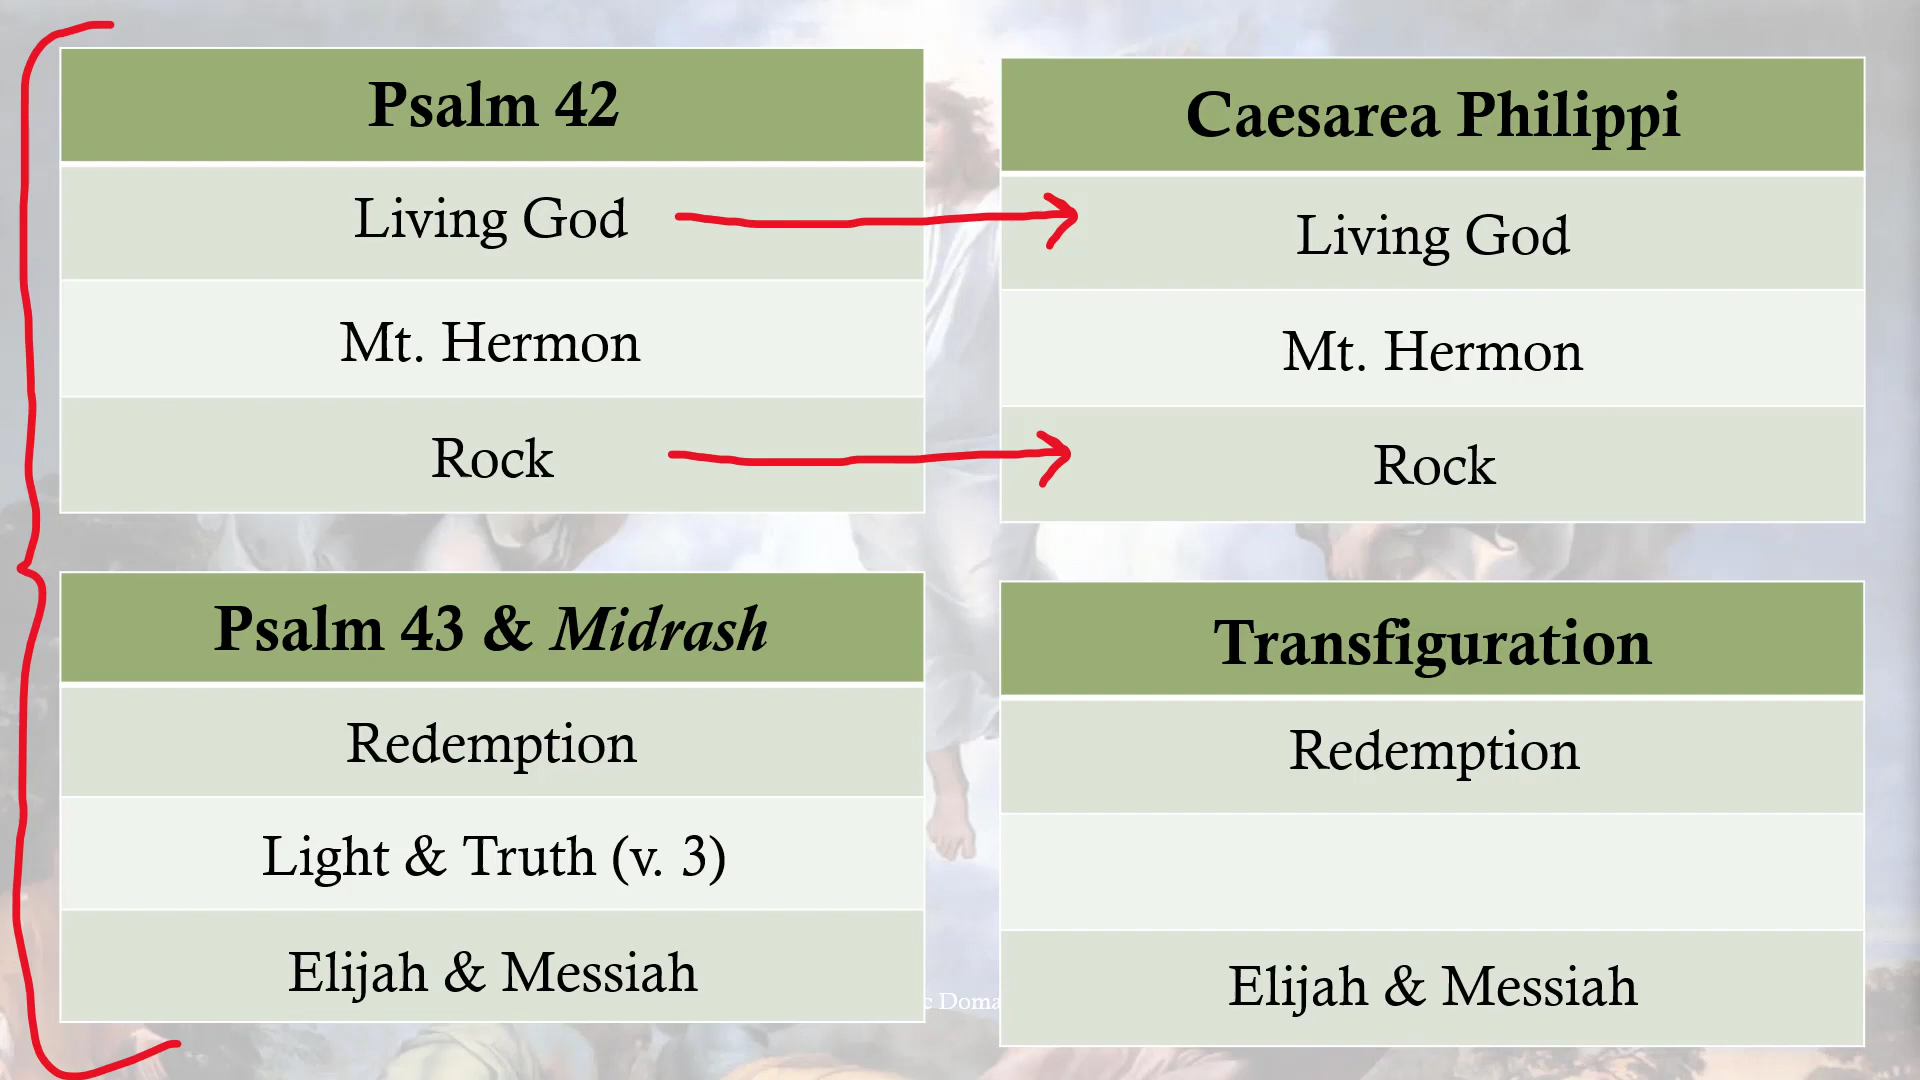 Psalm 42
Living God
Mt. Hermon
Rock
Caesarea Philippi
Living God
Mt. Hermon
Rock
Psalm 43 & Midrash
Redemption
Light & Truth (v. 3)
Elijah & Messiah
Transfiguration
Redemption
Elijah & Messiah